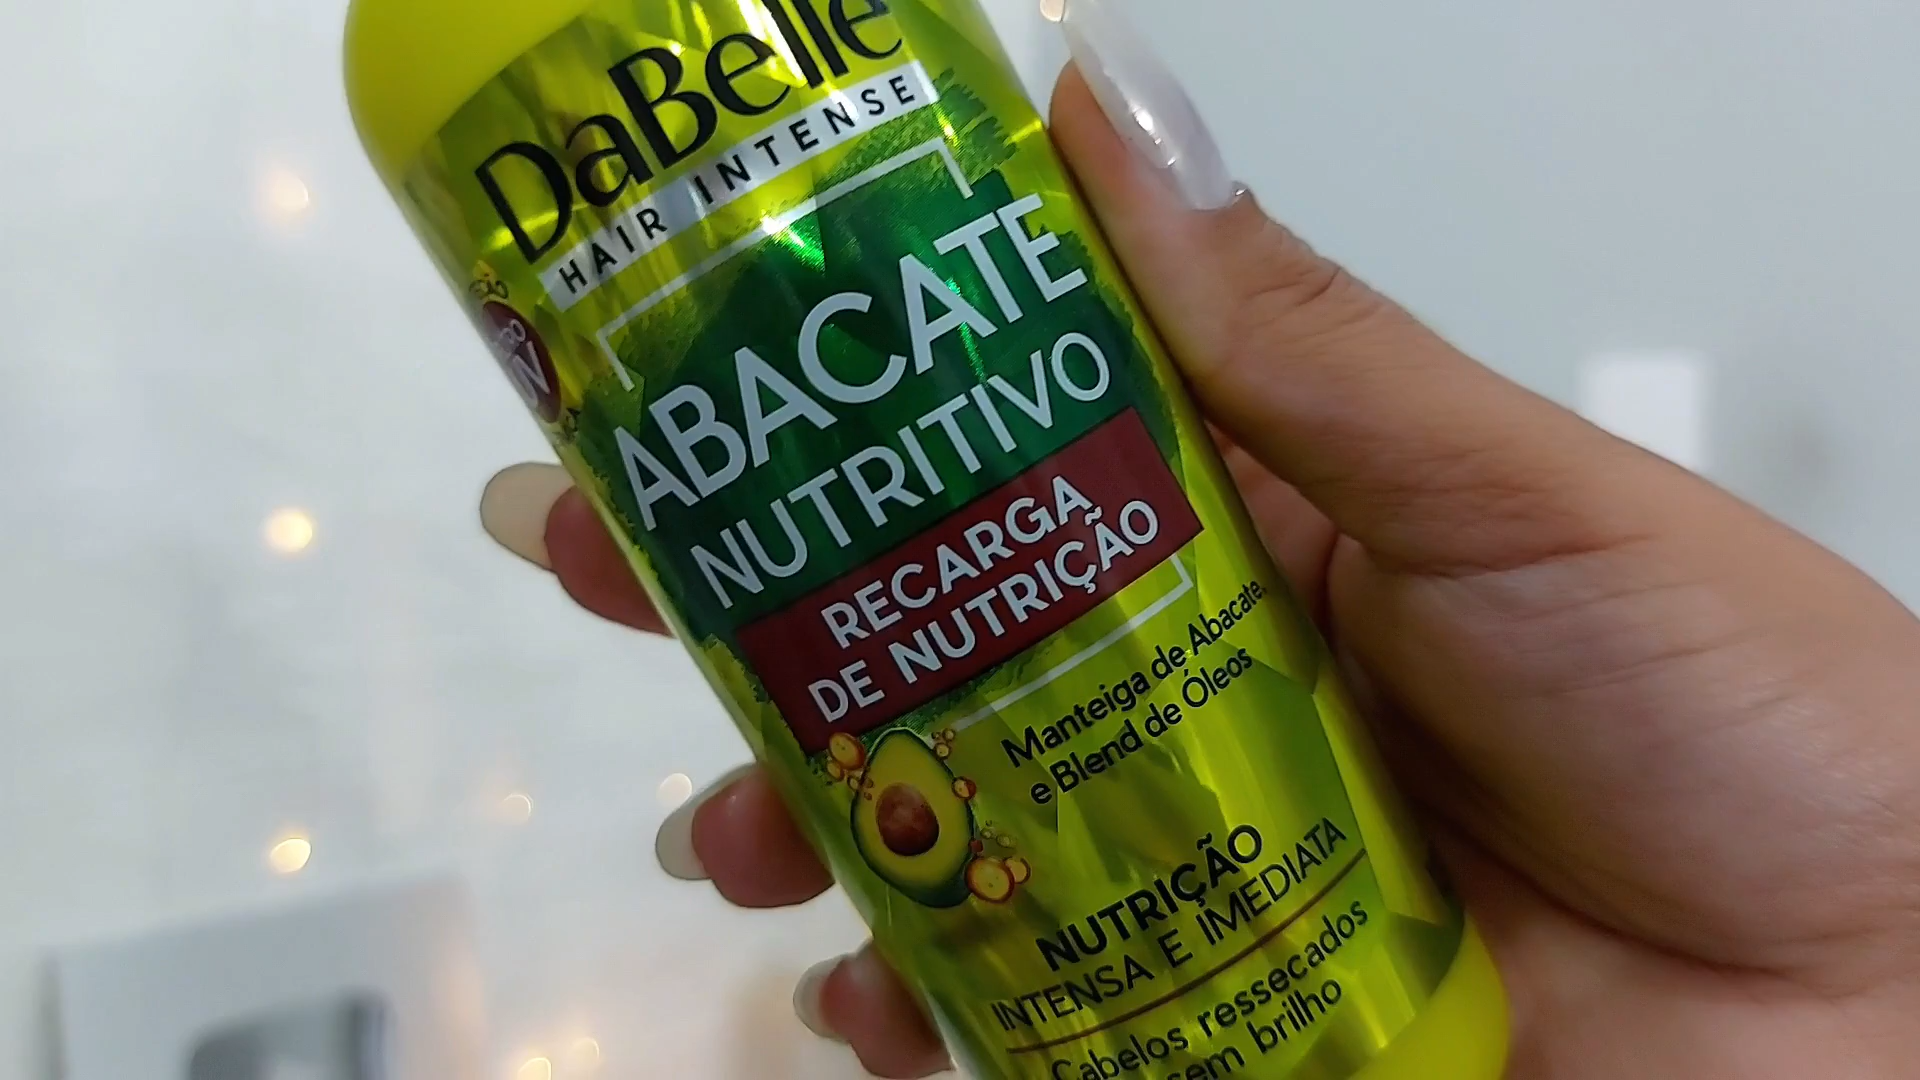 DaBelle
HAIR INTENSE
ABACATE
NUTRITIVO
RECARGA
DE NUTRIÇÃO
Manteiga de Abacate
e Blend de Óleos
NUTRIÇÃO
INTENSA E IMEDIATA
Cabelos ressecados
sem brilho